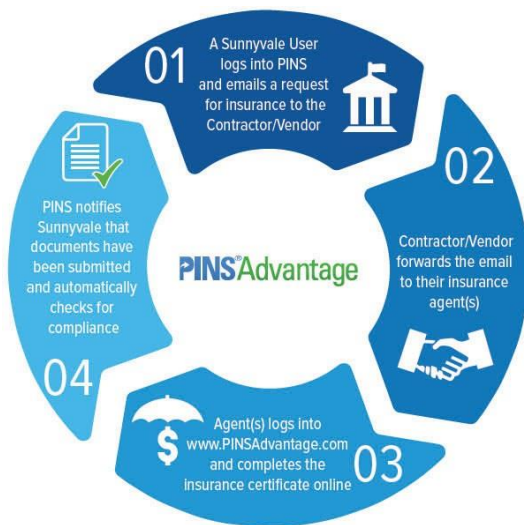 01
A Sunnyvale User
logs into PINS
and emails a request
for insurance to the
Contractor/Vendor
02
Contractor/Vendor
forwards the email
to their insurance
agent(s)
03
Agent(s) logs into
www.PINSAdvantage.com
and completes the
insurance certificate online
$
04
PINS notifies
Sunnyvale that
documents have
been submitted
and automatically
checks for
compliance
PINS®Advantage